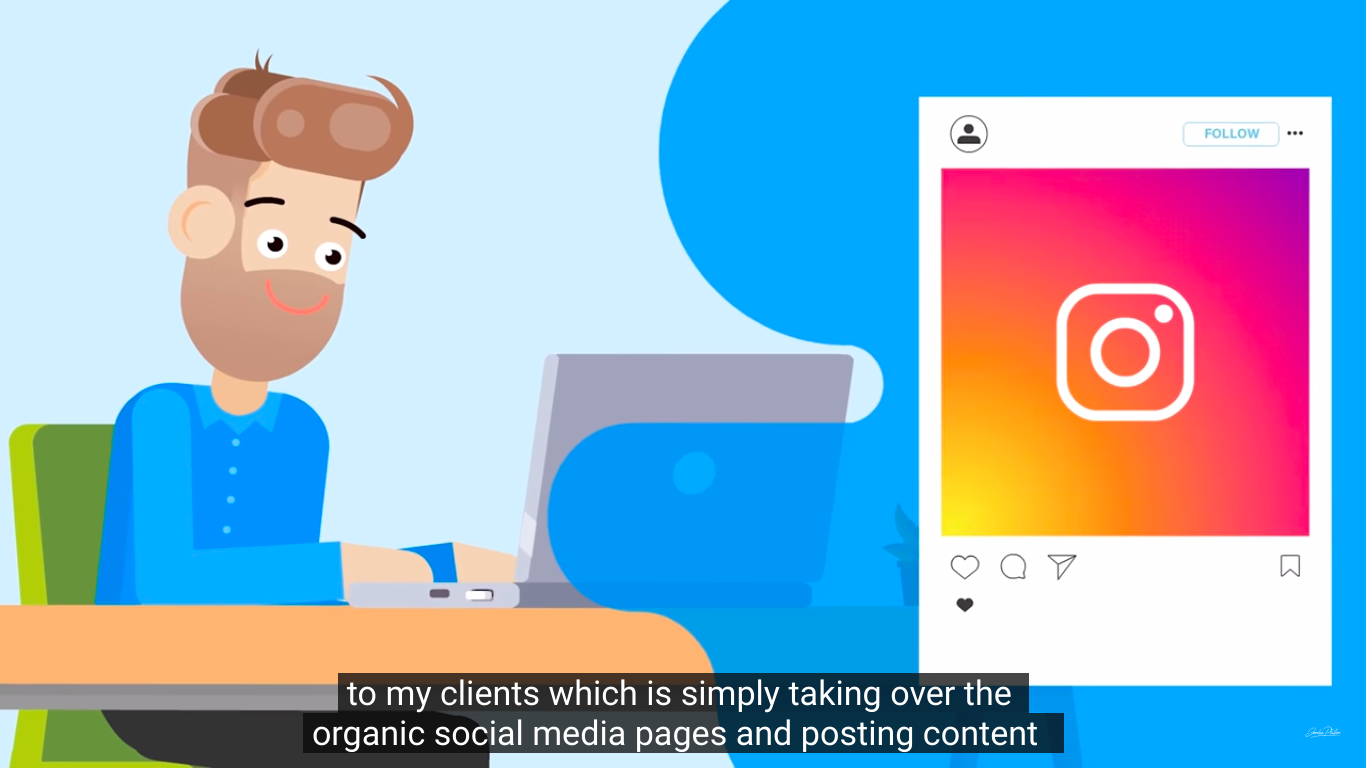 FOLLOW
to my clients which is simply taking over the
organic social media pages and posting content